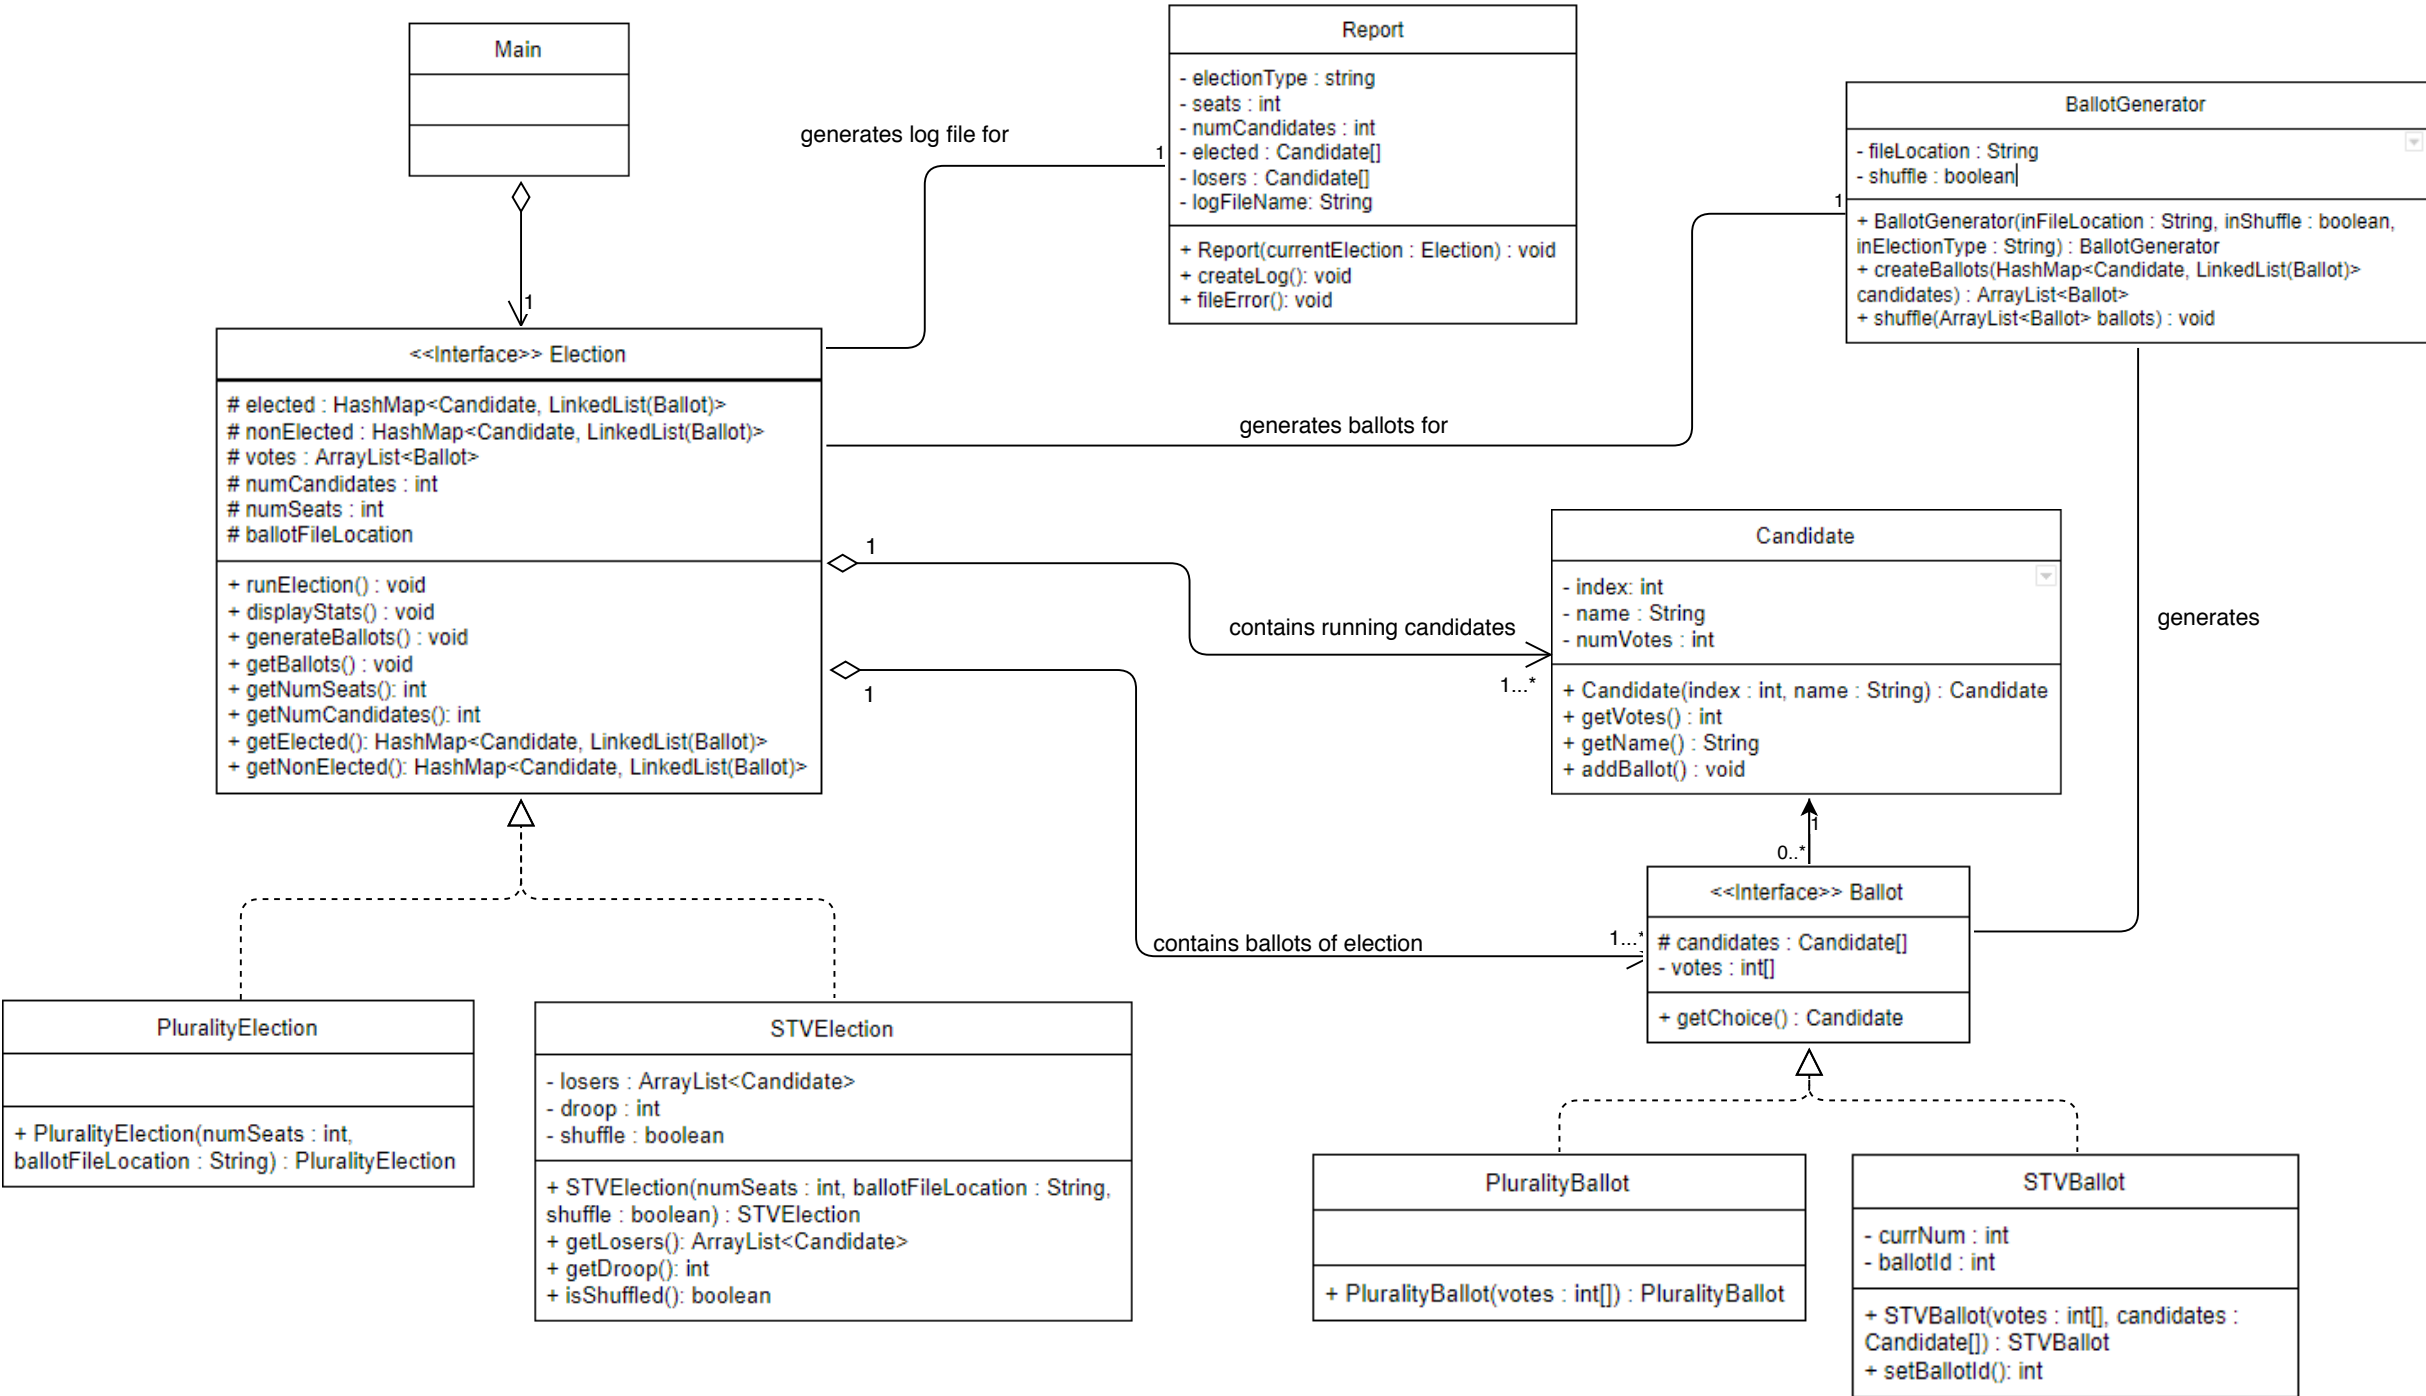 Main
Report
- electionType : string
- seats : int
- numCandidates : int
- elected : Candidate[]
- losers : Candidate[]
- logFileName: String
+ Report(currentElection : Election) : void
+ createLog(): void
+ fileError(): void
BallotGenerator
- fileLocation : String
- shuffle : boolean
+ BallotGenerator(inFileLocation : String, inShuffle : boolean,
inElectionType : String) : BallotGenerator
+ createBallots(HashMap<Candidate, LinkedList(Ballot)>
candidates) : ArrayList<Ballot>
+ shuffle(ArrayList<Ballot> ballots) : void
generates log file for
1
1
1
<<Interface>> Election
# elected : HashMap<Candidate, LinkedList(Ballot)>
# nonElected : HashMap<Candidate, LinkedList(Ballot)>
# votes : ArrayList<Ballot>
# numCandidates : int
# numSeats : int
# ballotFileLocation
+ runElection() : void
+ displayStats() : void
+ generateBallots() : void
+ getBallots() : void
+ getNumSeats(): int
+ getNumCandidates(): int
+ getElected(): HashMap<Candidate, LinkedList(Ballot)>
+ getNonElected(): HashMap<Candidate, LinkedList(Ballot)>
generates ballots for
1
contains running candidates
1...*
1
Candidate
- index: int
- name : String
- numVotes : int
+ Candidate(index : int, name : String) : Candidate
+ getVotes() : int
+ getName() : String
+ addBallot() : void
generates
1
0..*
<<Interface>> Ballot
# candidates : Candidate[]
- votes : int[]
+ getChoice() : Candidate
contains ballots of election
1...*
PluralityElection
+ PluralityElection(numSeats : int,
ballotFileLocation : String) : PluralityElection
STVElection
- losers : ArrayList<Candidate>
- droop : int
- shuffle : boolean
+ STVElection(numSeats : int, ballotFileLocation : String,
shuffle : boolean) : STVElection
+ getLosers(): ArrayList<Candidate>
+ getDroop(): int
+ isShuffled(): boolean
PluralityBallot
+ PluralityBallot(votes : int[]) : PluralityBallot
STVBallot
- currNum : int
- ballotId : int
+ STVBallot(votes : int[], candidates :
Candidate[]) : STVBallot
+ setBallotId(): int